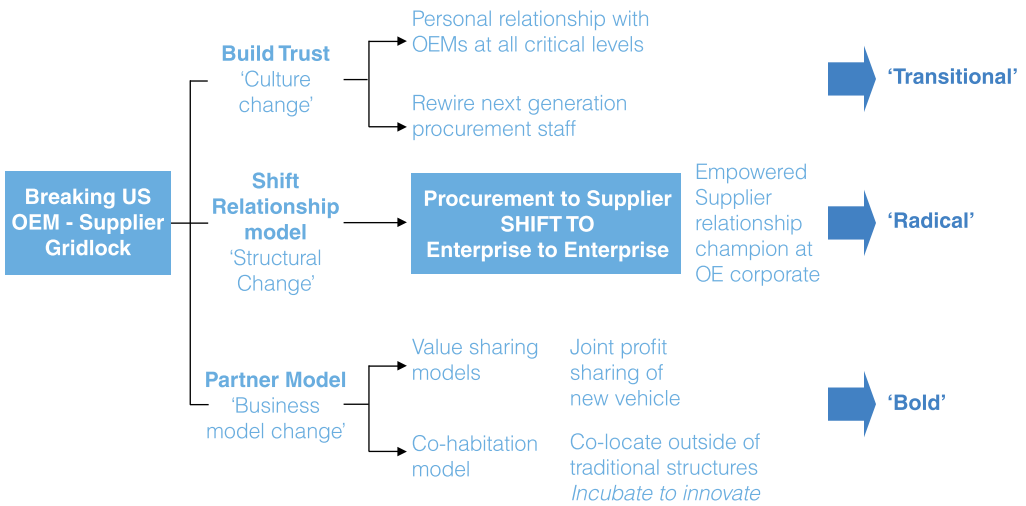 Breaking US
OEM - Supplier
Gridlock
Build Trust
‘Culture
change’
Personal relationship with
OEMs at all critical levels
Rewire next generation
procurement staff
‘Transitional’
Shift
Relationship
model
‘Structural
Change’
Procurement to Supplier
SHIFT TO
Enterprise to Enterprise
Empowered
Supplier
relationship
champion at
OE corporate
‘Radical’
Partner Model
‘Business
model change’
Value sharing
models
Joint profit
sharing of
new vehicle
Co-habitation
model
Co-locate outside of
traditional structures
Incubate to innovate
‘Bold’